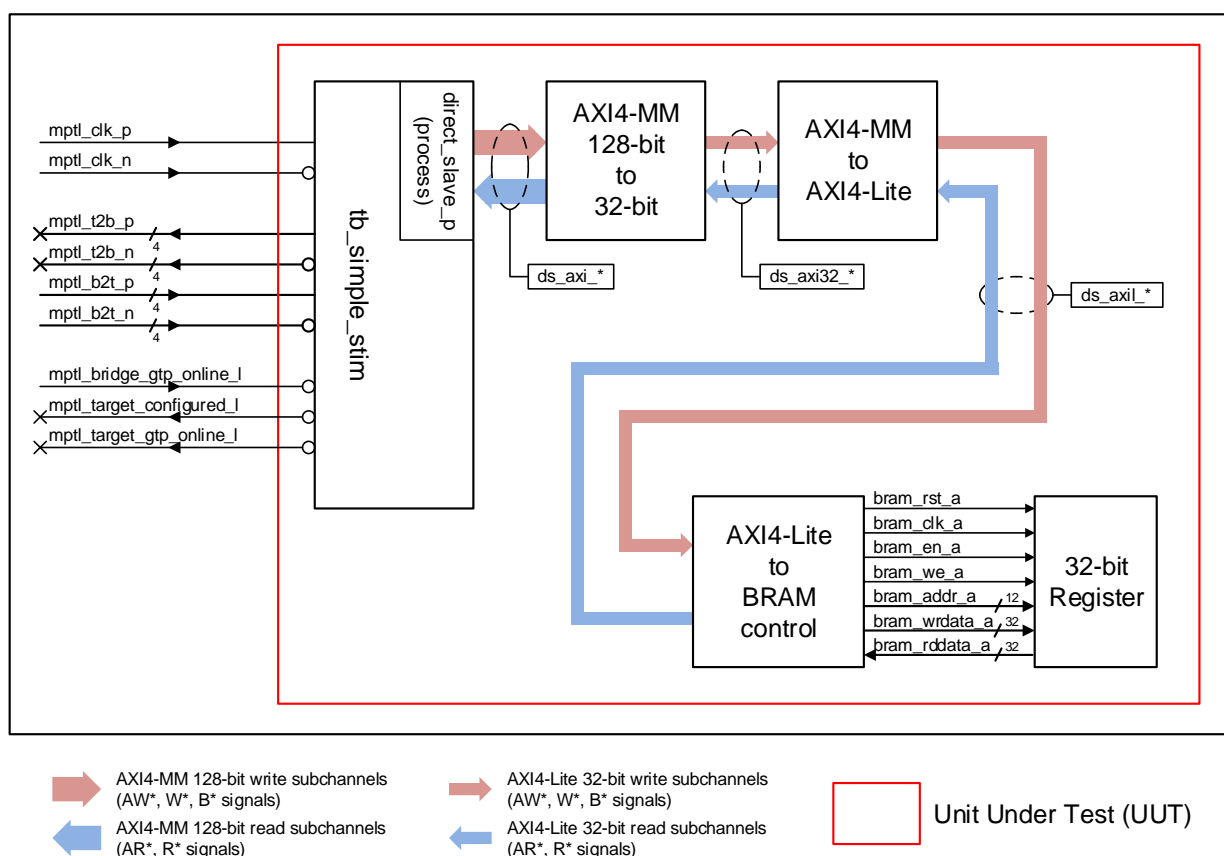 mptl_clk_p
mptl_clk_n
mptl_t2b_p
4
mptl_t2b_n
4
mptl_b2t_p
4
mptl_b2t_n
4
mptl_bridge_gtp_online_l
mptl_target_configured_l
mptl_target_gtp_online_l
tb_simple_stim
direct_slave_p
(process)
ds_axi_*
AXI4-MM
128-bit
to
32-bit
ds_axi32_*
AXI4-MM
to
AXI4-Lite
ds_axil_*
AXI4-Lite
to
BRAM
control
bram_rst_a
bram_clk_a
bram_en_a
bram_we_a
bram_addr_a
12
bram_wrdata_a
32
bram_rddata_a
32
32-bit
Register
AXI4-MM 128-bit write subchannels
(AW*, W*, B* signals)
AXI4-MM 128-bit read subchannels
(AR*, R* signals)
AXI4-Lite 32-bit write subchannels
(AW*, W*, B* signals)
AXI4-Lite 32-bit read subchannels
(AR*, R* signals)
Unit Under Test (UUT)